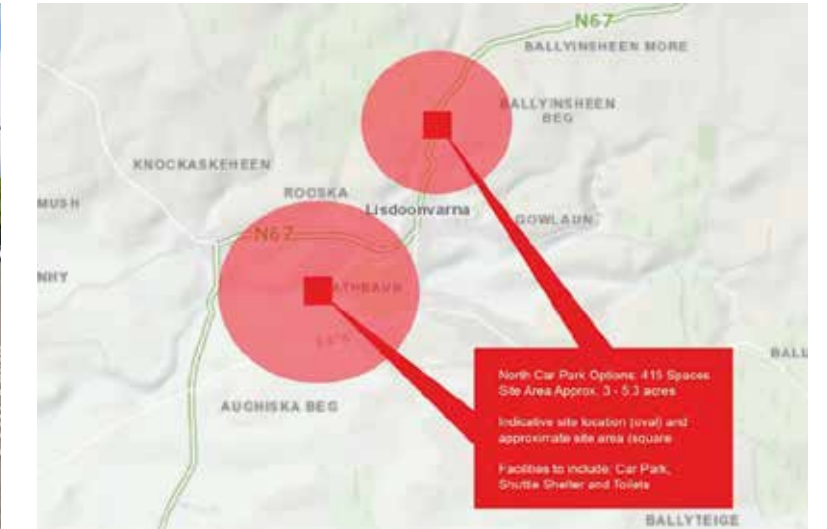 N67
BALLYINSHEEN MORE
BALLYINSHEEN
BEG
KNOCKASKEHEEN
ROOSKA
MUSH
Lisdoonvarna
GOWLAUN
N67
NHY
RATHBAUN
BALL
AUGHISKA BEG
North Car Park Options: 415 Spaces
Site Area Approx. 3 - 5.3 acres
Indicative site location (oval) and
approximate site area (square
Facilities to include: Car Park,
Shuttle Shelter and Toilets
BALLYTEIGE